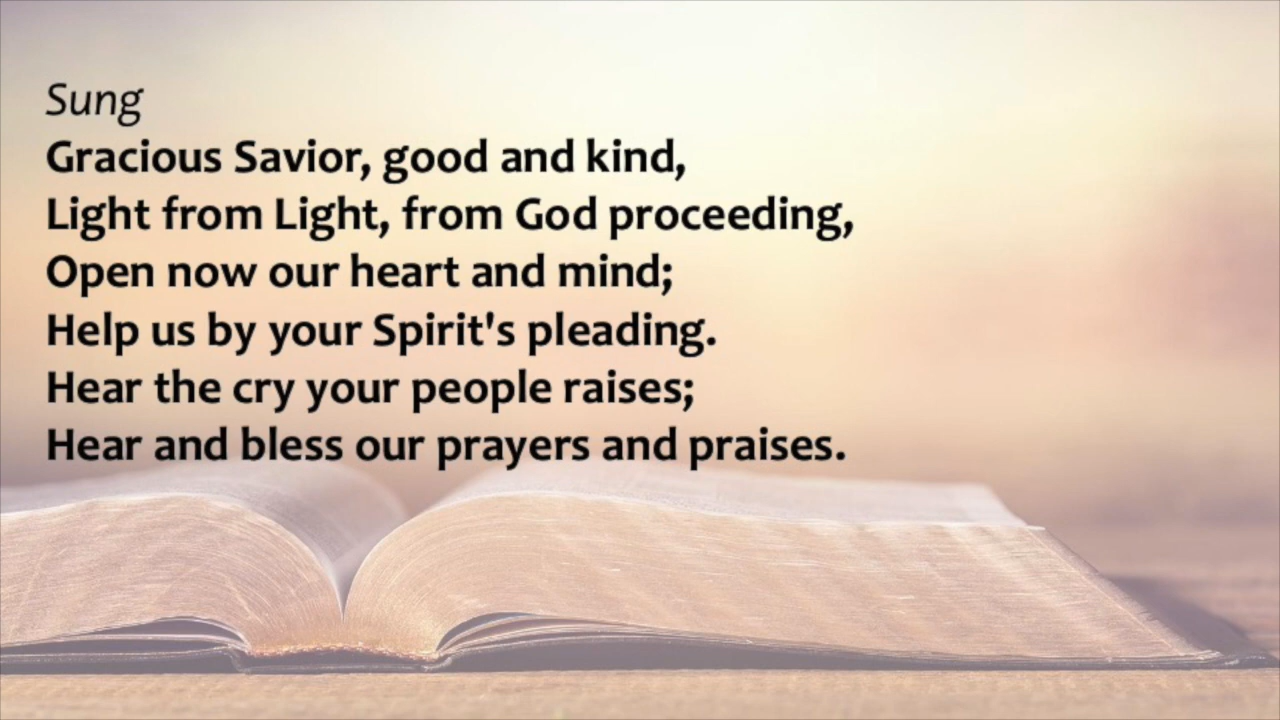 Sung
Gracious Savior, good and kind,
Light from Light, from God proceeding,
Open now our heart and mind;
Help us by your Spirit's pleading.
Hear the cry your people raises;
Hear and bless our prayers and praises.